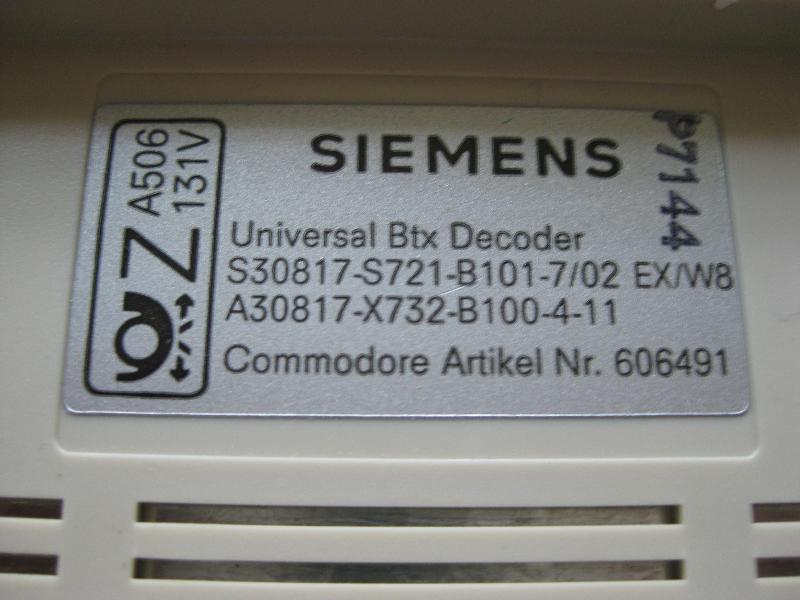 SIEMENS
P7144
Universal Btx Decoder
S30817-S721-B101-7/02 EX/W8
A30817-X732-B100-4-11
Commodore Artikel Nr. 606491
Z A506
131V